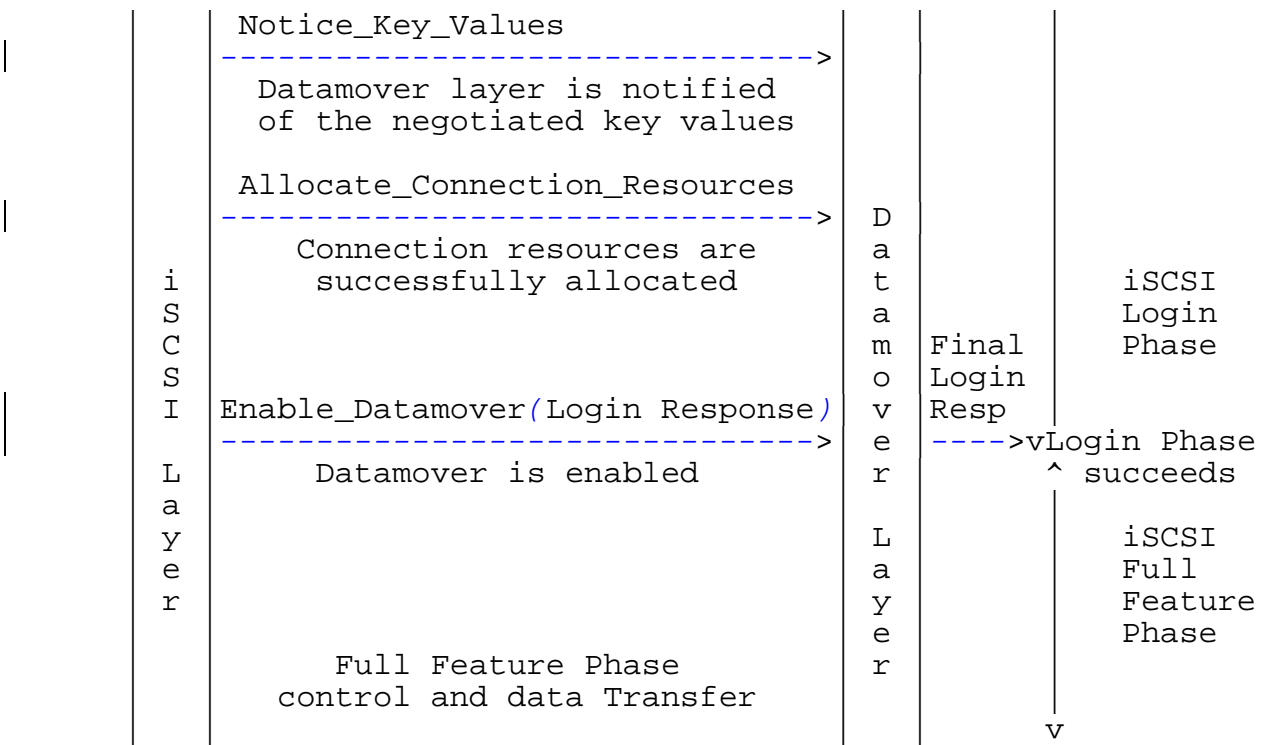 Notice_Key_Values
------------------------------->
Datamover layer is notified
of the negotiated key values
Allocate_Connection_Resources
------------------------------->
Connection resources are
successfully allocated
Enable_Datamover(Login Response)
------------------------------->
Datamover is enabled
Full Feature Phase
control and data Transfer
iSCSI Layer
Datamover Layer
Final
Login
Resp
---->vLogin Phase
^ succeeds
iSCSI
Login
Phase
iSCSI
Full
Feature
Phase
v